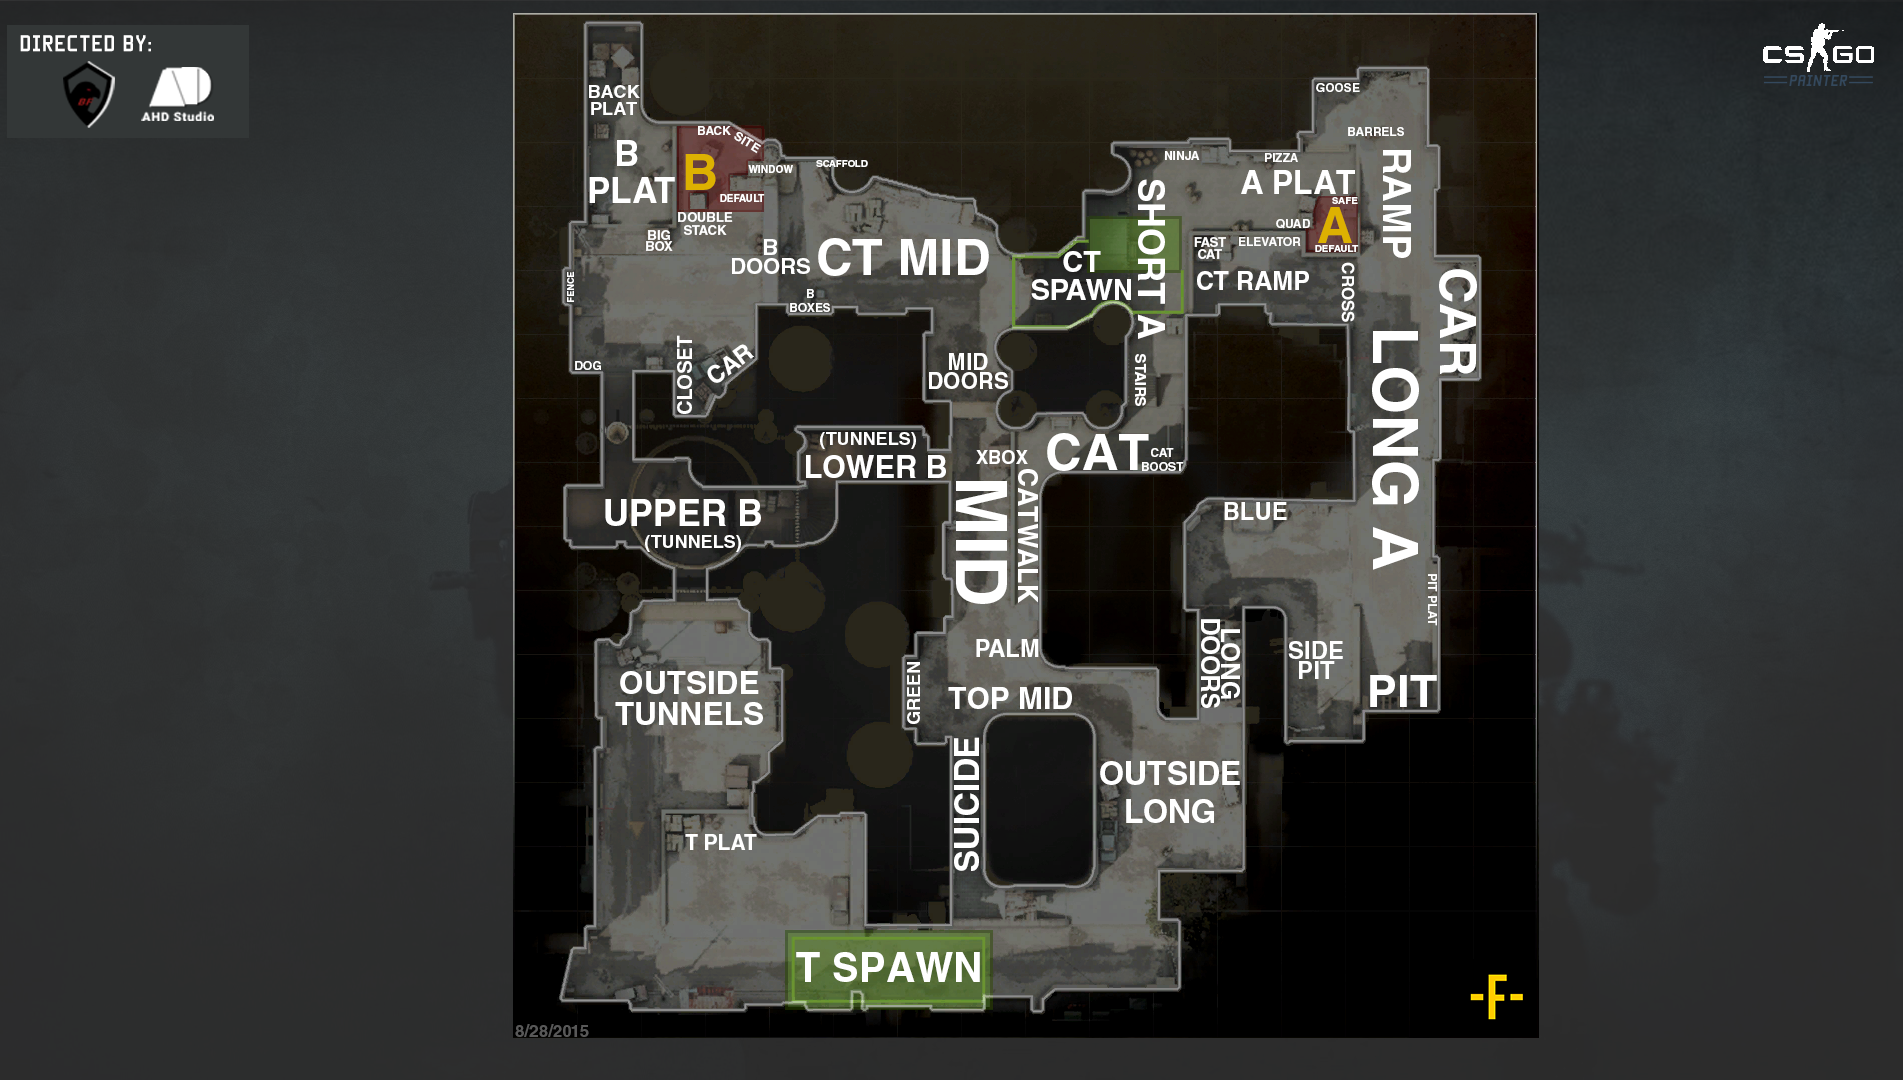 DIRECTED BY:
DF
AHD Studio
CS GO
PRINTER
BACK
PLAT
B
PLAT
BACK SITE
B
WINDOW
DEFAULT
DOUBLE
STACK
BIG
BOX
SCAFFOLD
B
DOORS
CT MID
B
BOXES
FENCE
DOG
CLOSET
CAR
GOOSE
BARRELS
NINJA
PIZZA
A PLAT
RAMP
SAFE
QUAD
A
DEFAULT
FAST
CAT
ELEVATOR
CT RAMP
CROSS
CAR
SHORT A
CT
SPAWN
STAIRS
MID
DOORS
LONG A
(TUNNELS)
LOWER B
XBOX
CAT
CAT
BOOST
UPPER B
(TUNNELS)
MID
CATWALK
BLUE
PIT PLAT
PALM
LONG
DOORS
SIDE
PIT
PIT
OUTSIDE
TUNNELS
GREEN
TOP MID
SUICIDE
OUTSIDE
LONG
T PLAT
T SPAWN
-F-
8/28/2015